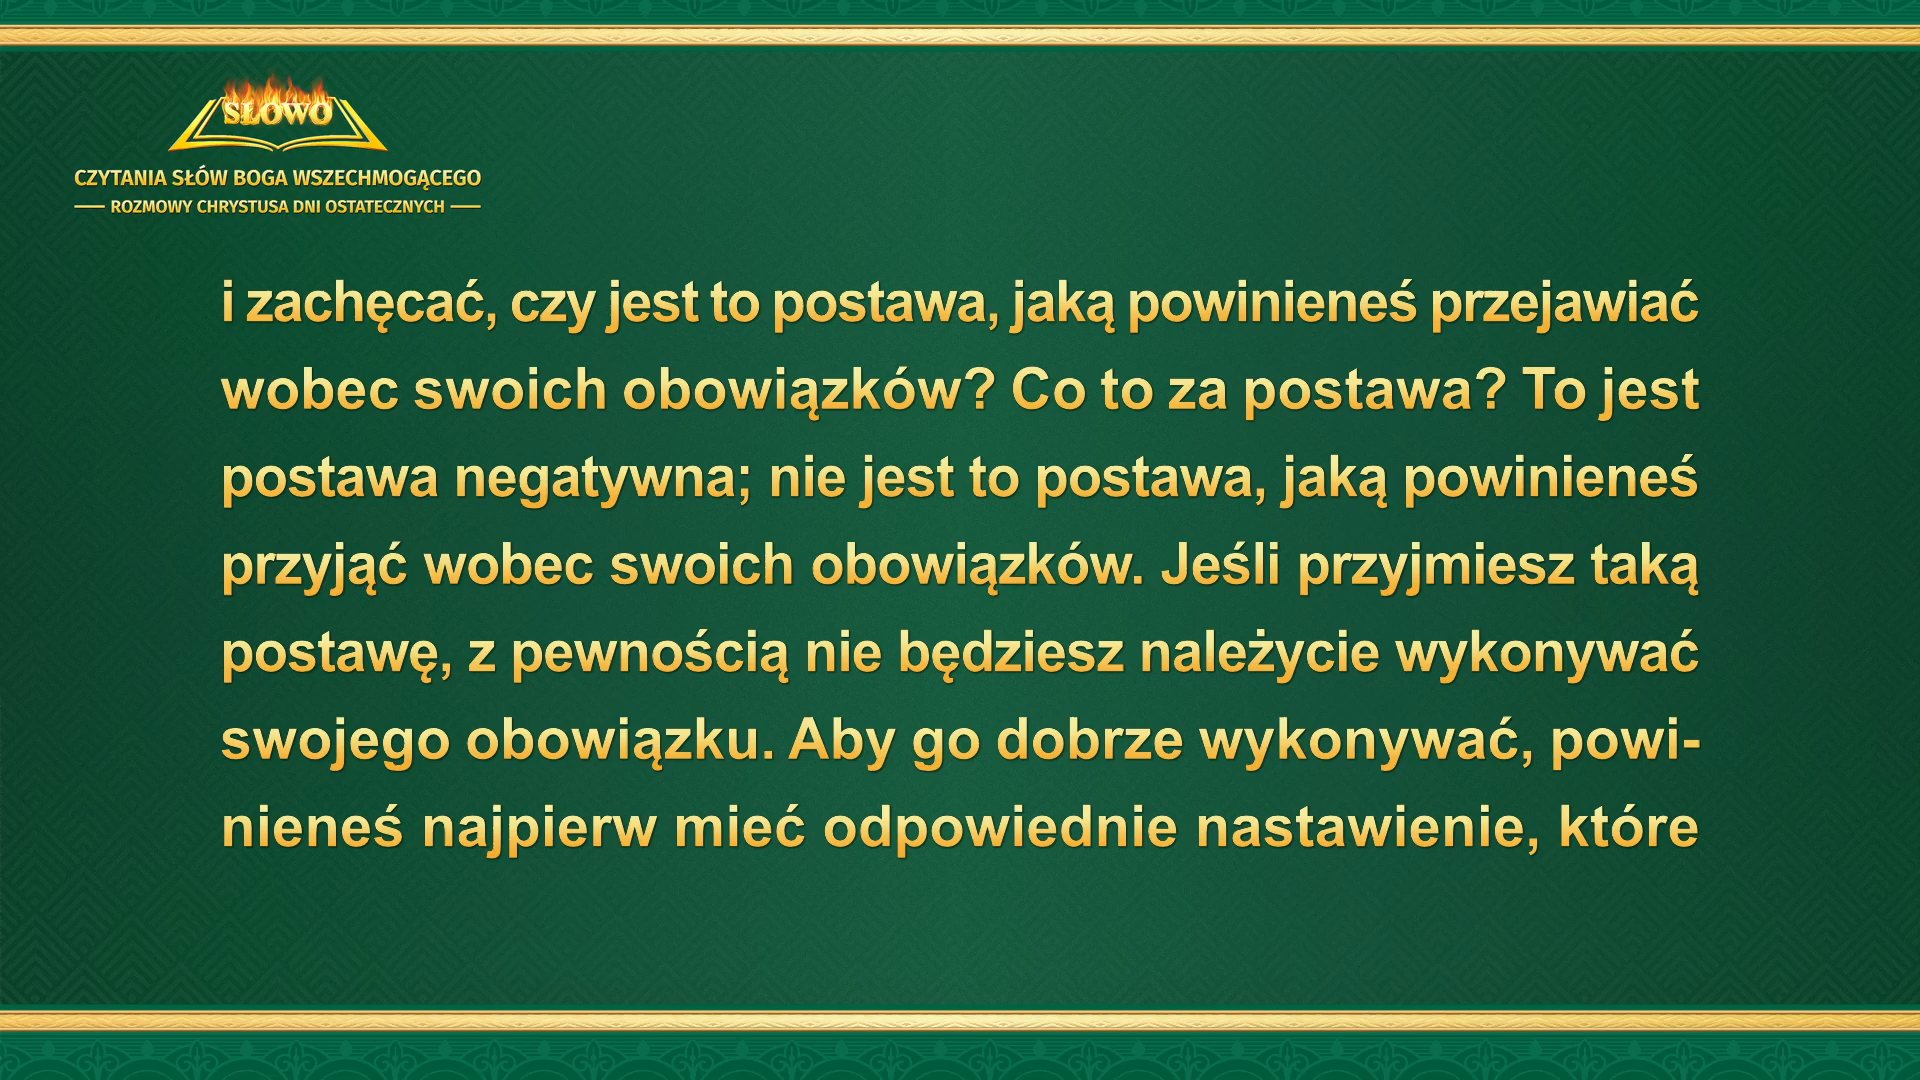 SŁOWO
CZYTANIA SŁÓW BOGA WSZECHMOGĄCEGO
ROZMOWY CHRYSTUSA DNI OSTATECZNYCH
i zachęcać, czy jest to postawa, jaką powinieneś przejawiać
wobec swoich obowiązków? Co to za postawa? To jest
postawa negatywna; nie jest to postawa, jaką powinieneś
przyjąć wobec swoich obowiązków. Jeśli przyjmiesz taką
postawę, z pewnością nie będziesz należycie wykonywać
swojego obowiązku. Aby go dobrze wykonywać, powi-
nieneś najpierw mieć odpowiednie nastawienie, które